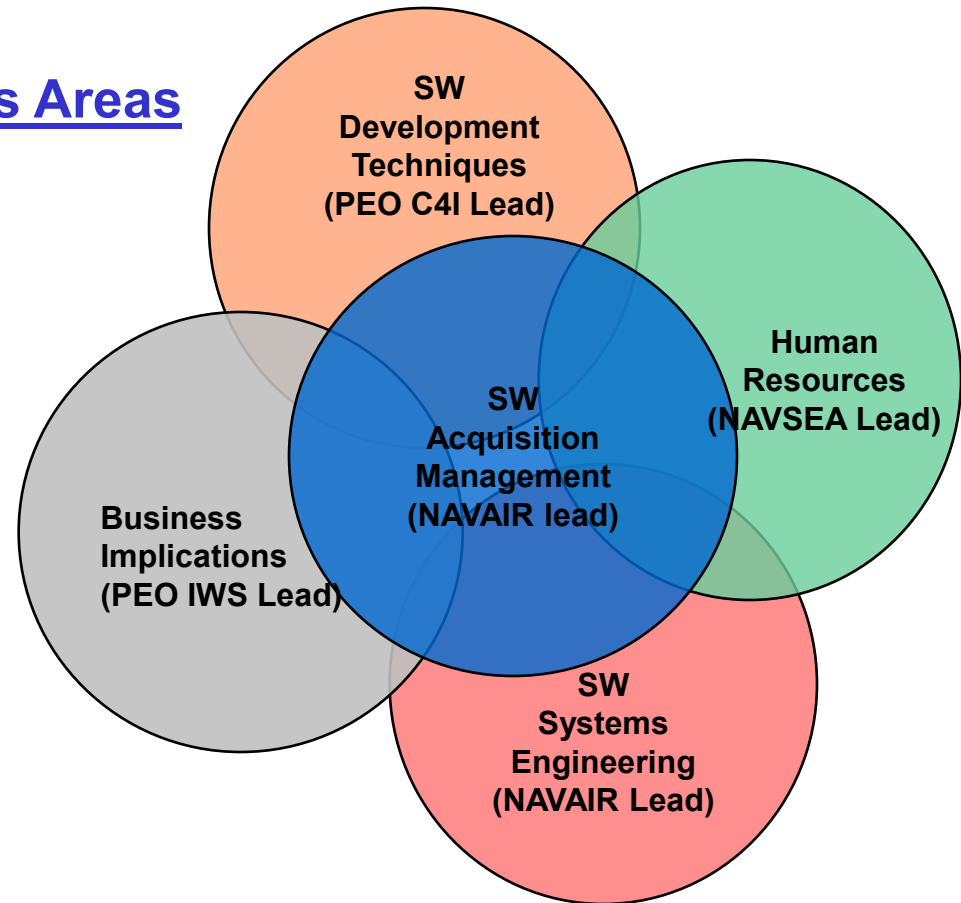 s Areas
SW
Development
Techniques
(PEO C4I Lead)
Human
Resources
(NAVSEA Lead)
SW
Acquisition
Management
(NAVAIR lead)
Business
Implications
(PEO IWS Lead)
SW
Systems
Engineering
(NAVAIR Lead)